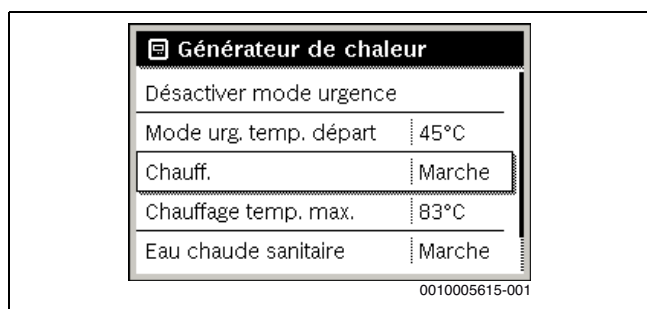 Générateur de chaleur
Désactiver mode urgence
Mode urg. temp. départ 45°C
Chauff. Marche
Chauffage temp. max. 83°C
Eau chaude sanitaire Marche
0010005615-001